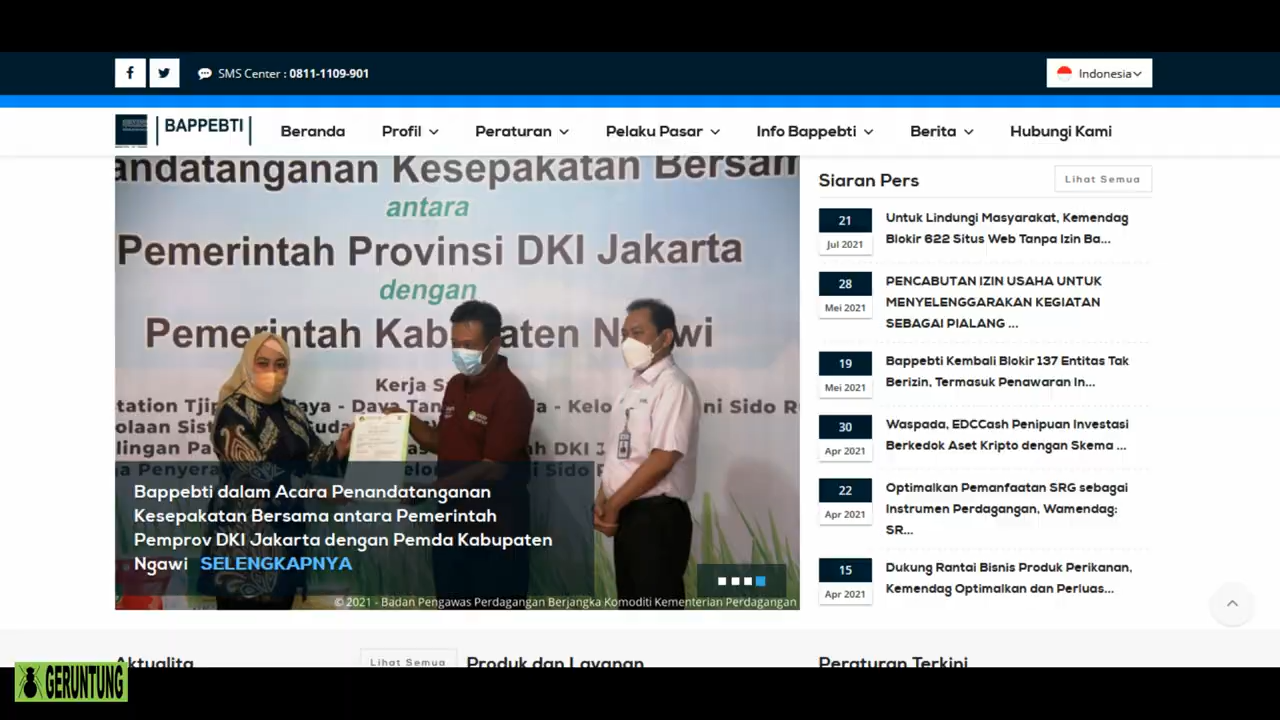 SMS Center : 0811-1109-901
Indonesia
BAPPEBTI
Beranda
Profil
Peraturan
Pelaku Pasar
Info Bappebti
Berita
Hubungi Kami
andatanganan Kesepakatan Bersam
antara
Pemerintah Provinsi DKI Jakarta
dengan
Pemerintah Kabupaten Ngawi
Bappebti dalam Acara Penandatanganan
Kesepakatan Bersama antara Pemerintah
Pemprov DKI Jakarta dengan Pemda Kabupaten
Ngawi SELENGKAPNYA
© 2021 - Badan Pengawas Perdagangan Berjangka Komoditi Kementerian Perdagangan
Siaran Pers
Lihat Semua
21
Jul 2021
Untuk Lindungi Masyarakat, Kemendag
Blokir 622 Situs Web Tanpa Izin Ba...
28
Mei 2021
PENCABUTAN IZIN USAHA UNTUK
MENYELENGGARAKAN KEGIATAN
SEBAGAI PIALANG ...
19
Mei 2021
Bappebti Kembali Blokir 137 Entitas Tak
Berizin, Termasuk Penawaran In...
30
Apr 2021
Waspada, EDCCash Penipuan Investasi
Berkedok Aset Kripto dengan Skema ...
22
Apr 2021
Optimalkan Pemanfaatan SRG sebagai
Instrumen Perdagangan, Wamendag:
SR...
15
Apr 2021
Dukung Rantai Bisnis Produk Perikanan,
Kemendag Optimalkan dan Perluas...
Aktualita
Lihat Semua
Produk dan Layanan
Peraturan Terkini
GERUNTUNG